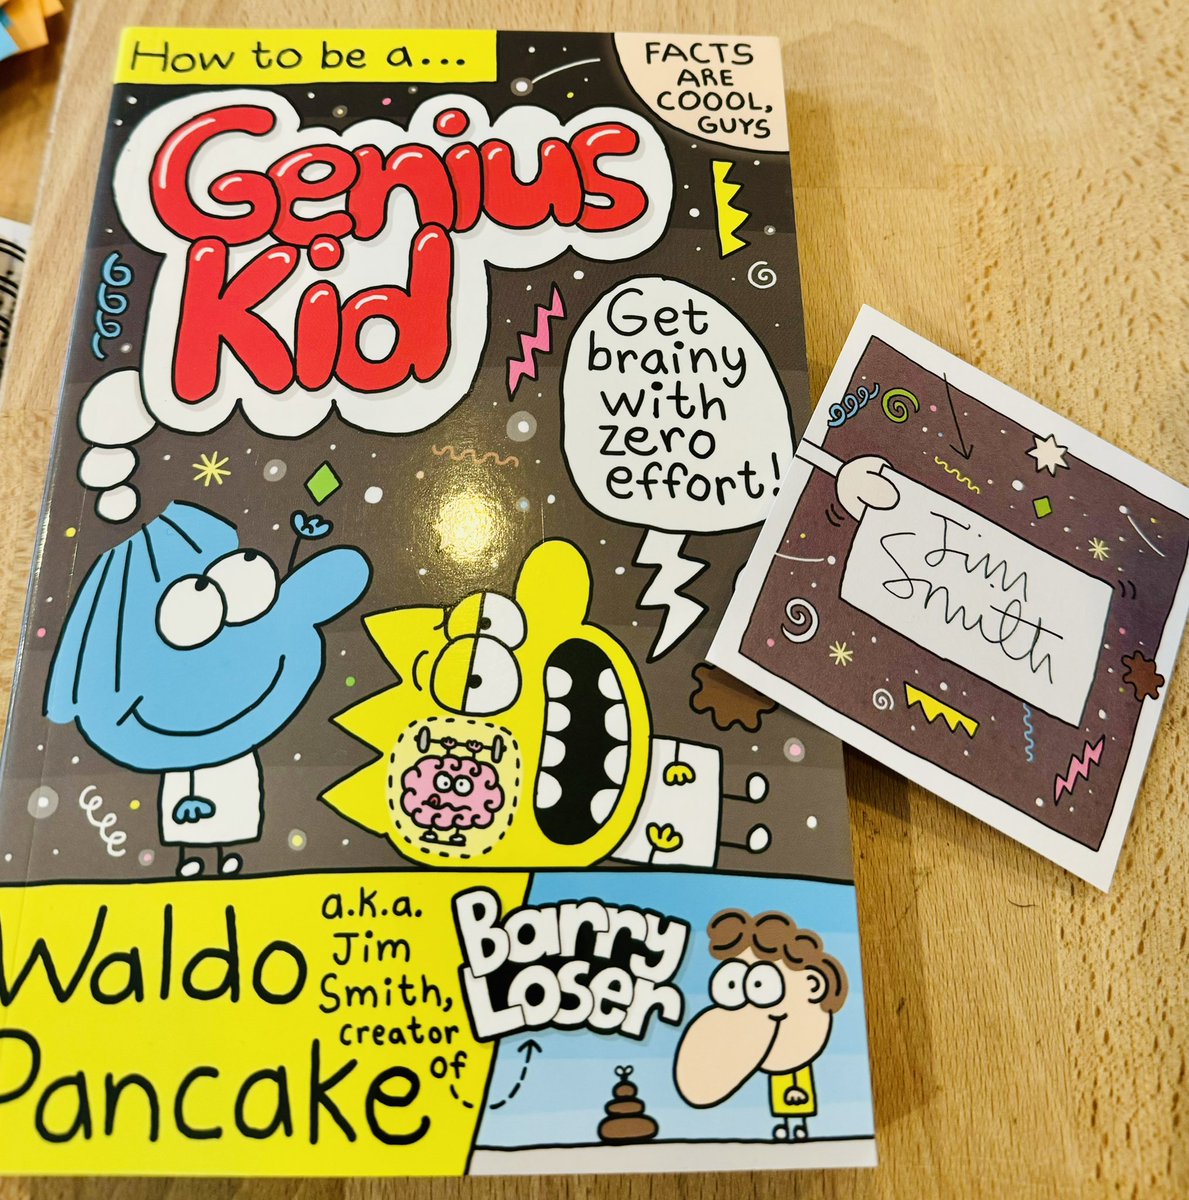 How to be a...
Genius
Kid
FACTS
ARE
COOOL,
GUYS
Get
brainy
with
zero
effort!
Jim
Smith
Waldo
Pancake
a.k.a.
Jim
Smith,
creator
of
Barry
Loser